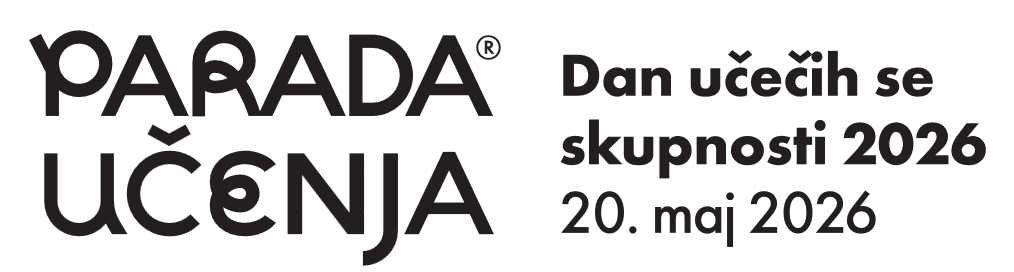 PARADA®
UČENJA
Dan učečih se
skupnosti 2026
20. maj 2026